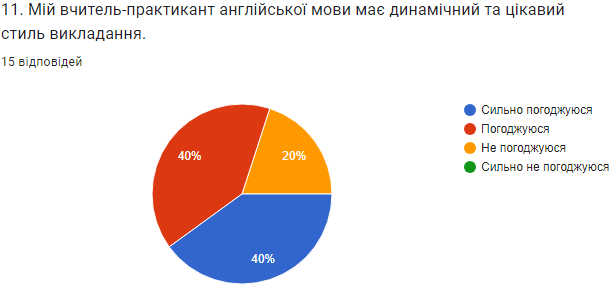 11. Мій вчитель-практикант англійської мови має динамічний та цікавий
стиль викладання.
15 відповідей
Сильно погоджуюся
Погоджуюся
Не погоджуюся
Сильно не погоджуюся
40%
20%
40%